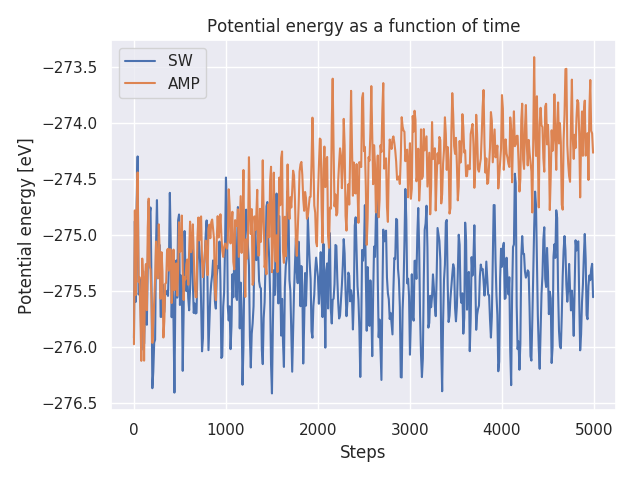 Potential energy as a function of time
SW
AMP
−273.5
−274.0
−274.5
−275.0
−275.5
−276.0
−276.5
Potential energy [eV]
0
1000
2000
3000
4000
5000
Steps